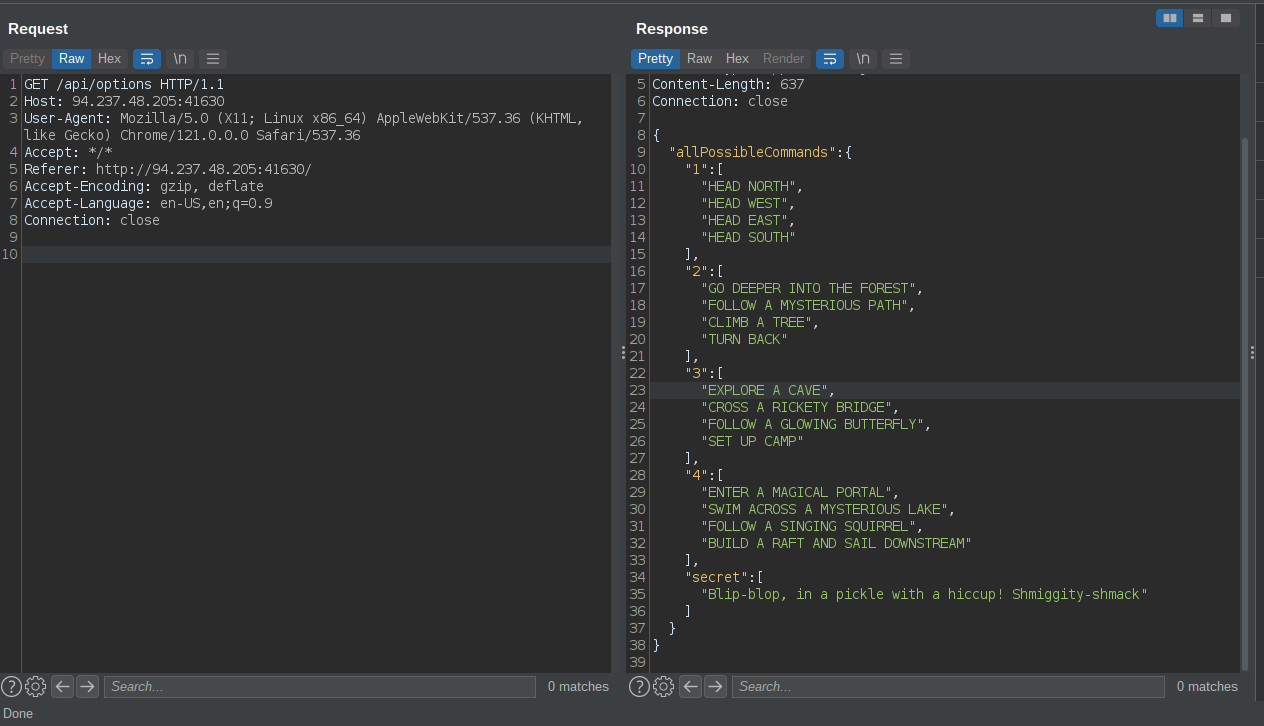 Request
Pretty Raw Hex \n
1 GET /api/options HTTP/1.1
2 Host: 94.237.48.205:41630
3 User-Agent: Mozilla/5.0 (X11; Linux x86_64) AppleWebKit/537.36 (KHTML,
like Gecko) Chrome/121.0.0.0 Safari/537.36
4 Accept: */*
5 Referer: http://94.237.48.205:41630/
6 Accept-Encoding: gzip, deflate
7 Accept-Language: en-US,en;q=0.9
8 Connection: close
9
10
? Search... 0 matches
Response
Pretty Raw Hex Render \n
5 Content-Length: 637
6 Connection: close
7
8 {
9 "allPossibleCommands":{
10 "1":[
11 "HEAD NORTH",
12 "HEAD WEST",
13 "HEAD EAST",
14 "HEAD SOUTH"
15 ],
16 "2":[
17 "GO DEEPER INTO THE FOREST",
18 "FOLLOW A MYSTERIOUS PATH",
19 "CLIMB A TREE",
20 "TURN BACK"
21 ],
22 "3":[
23 "EXPLORE A CAVE",
24 "CROSS A RICKETY BRIDGE",
25 "FOLLOW A GLOWING BUTTERFLY",
26 "SET UP CAMP"
27 ],
28 "4":[
29 "ENTER A MAGICAL PORTAL",
30 "SWIM ACROSS A MYSTERIOUS LAKE",
31 "FOLLOW A SINGING SQUIRREL",
32 "BUILD A RAFT AND SAIL DOWNSTREAM"
33 ],
34 "secret":[
35 "Blip-blop, in a pickle with a hiccup! Shmiggity-shmack"
36 ]
37 }
38 }
39
? Search... 0 matches
Done